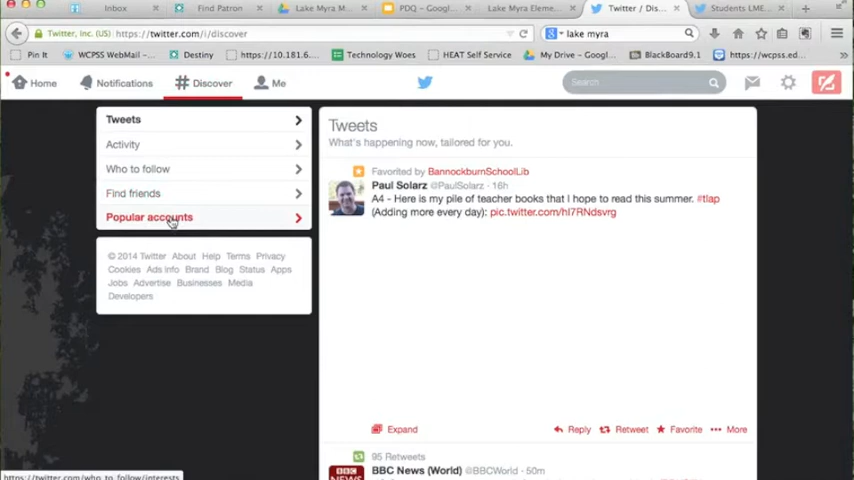 Inbox
Find Patron
Lake Myra M
PDQ – Googl
Lake Myra Eleme
Twitter / Dis
Students LME
Twitter, Inc. (US)
https://twitter.com/i/discover
lake myra
Pin It
WCPSS WebMail –
Destiny
https://10.181.6
Technology Woes
HEAT Self Service
My Drive – Googl
BlackBoard9.1
https://wcpss.ed
Home
Notifications
# Discover
Me
Search
Tweets
Activity
Who to follow
Find friends
Popular accounts
© 2014 Twitter About Help Terms Privacy
Cookies Ads info Brand Blog Status Apps
Jobs Advertise Businesses Media
Developers
Tweets
What's happening now, tailored for you.
Favorited by BannockburnSchoolLib
Paul Solarz @PaulSolarz · 16h
A4 - Here is my pile of teacher books that I hope to read this summer. #tlap
(Adding more every day): pic.twitter.com/hI7RNdsvrg
Expand
Reply
Retweet
Favorite
More
95 Retweets
BBC NEWS
BBC News (World) @BBCWorld · 50m
https://twitter.com/who_to_follow/interests